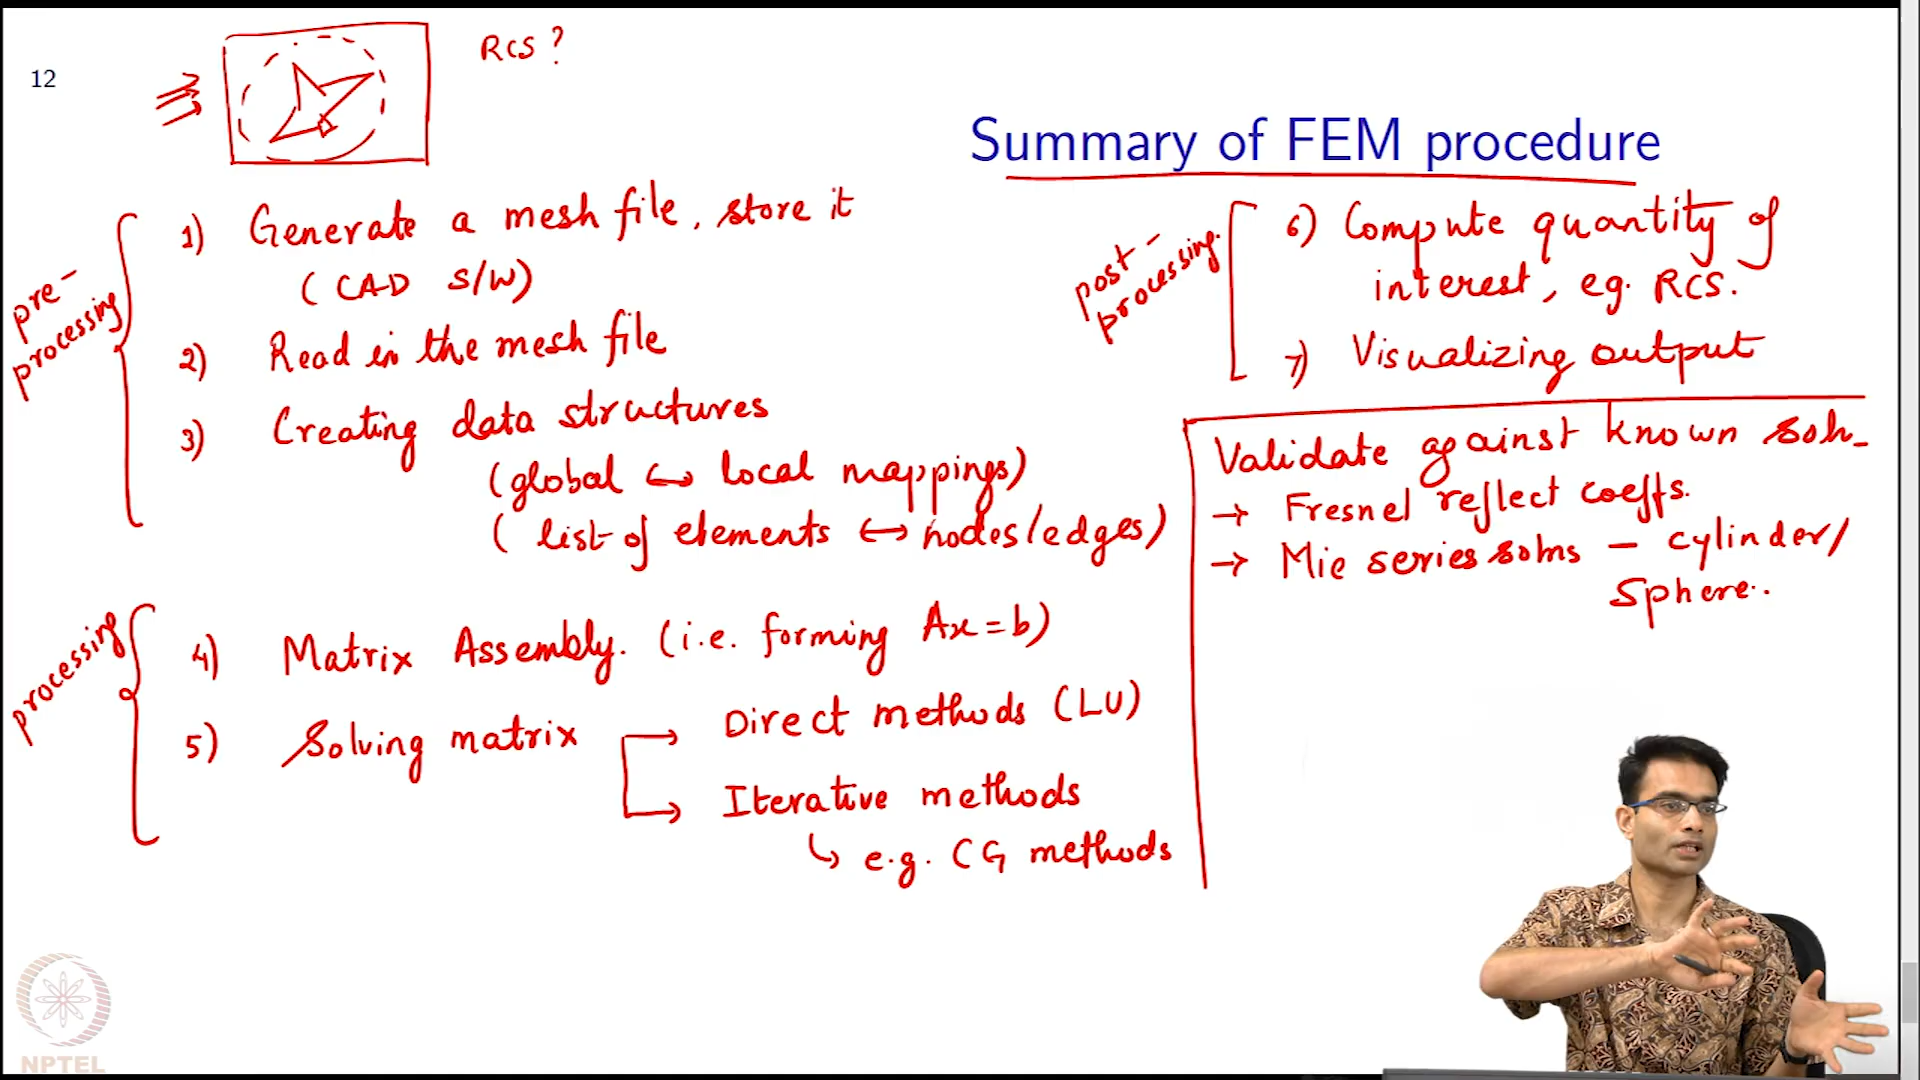 12
RCS ?
Summary of FEM procedure
pre-
processing
1) Generate a mesh file, store it
(CAD S/W)
2) Read in the mesh file
3) Creating data structures
(global ↔ local mappings)
( list of elements ↔ nodes/edges)
processing
4) Matrix Assembly. (i.e. forming Ax=b)
5) Solving matrix
→ Direct methods (LU)
→ Iterative methods
↳ e.g. CG methods
post-
processing.
6) Compute quantity of
interest, eg. RCS.
7) Visualizing output
Validate against known soln_
→ Fresnel reflect coeffs.
→ Mie series solns – cylinder/
Sphere..
NPTEL